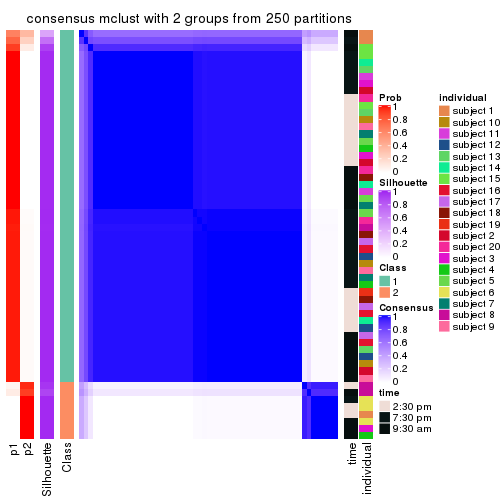 consensus mclust with 2 groups from 250 partitions
Prob
1
0.8
0.6
0.4
0.2
0
Silhouette
1
0.8
0.6
0.4
0.2
0
Class
1
2
Consensus
1
0.8
0.6
0.4
0.2
0
time
2:30 pm
7:30 pm
9:30 am
individual
subject 1
subject 10
subject 11
subject 12
subject 13
subject 14
subject 15
subject 16
subject 17
subject 18
subject 19
subject 2
subject 20
subject 3
subject 4
subject 5
subject 6
subject 7
subject 8
subject 9
p1
p2
Silhouette
Class
time
individual